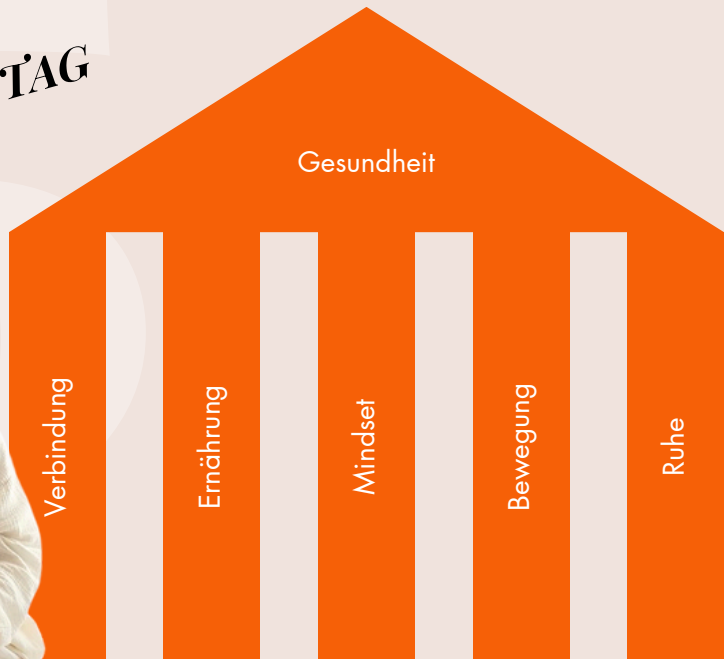 TAG
Gesundheit
Verbindung
Ernährung
Mindset
Bewegung
Ruhe